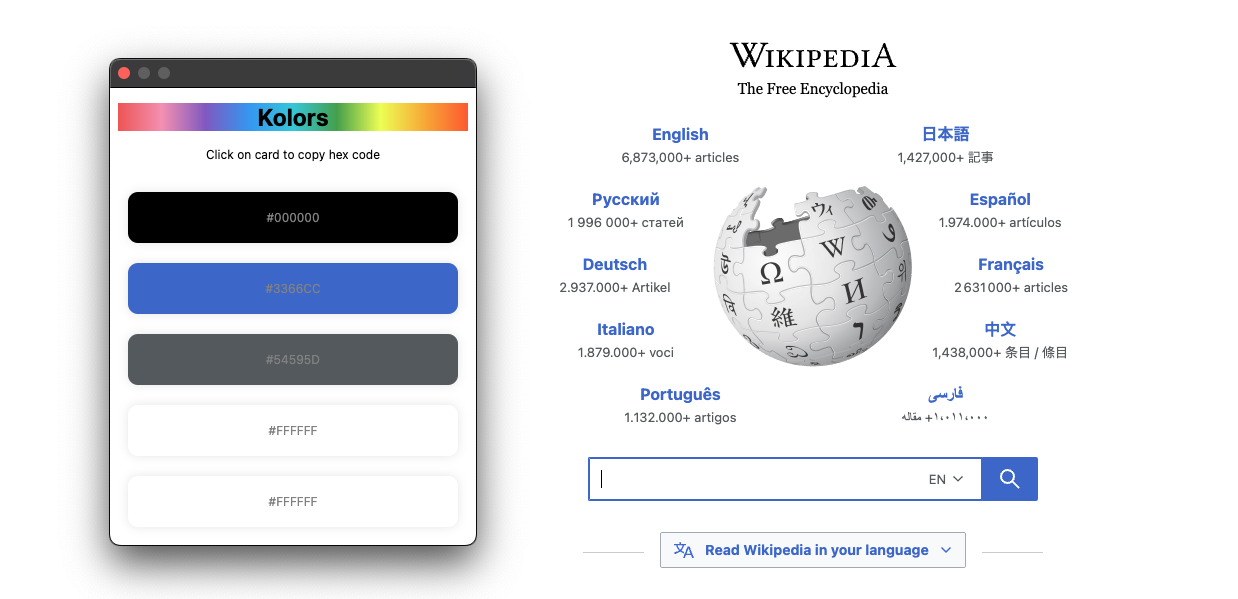 Kolors
Click on card to copy hex code
#000000
#3366CC
#54595D
#FFFFFF
#FFFFFF
WIKIPEDIA
The Free Encyclopedia
English
6,873,000+ articles
日本語
1,427,000+ 記事
Русский
1 996 000+ статей
Español
1.974.000+ artículos
Deutsch
2.937.000+ Artikel
Français
2 631 000+ articles
Italiano
1.879.000+ voci
中文
1,438,000+ 条目 / 條目
Português
1.132.000+ artigos
فارسی
۱٬۰۱۱٬۰۰۰+ مقاله
Ω
W
И
維
ウィ
EN
Read Wikipedia in your language